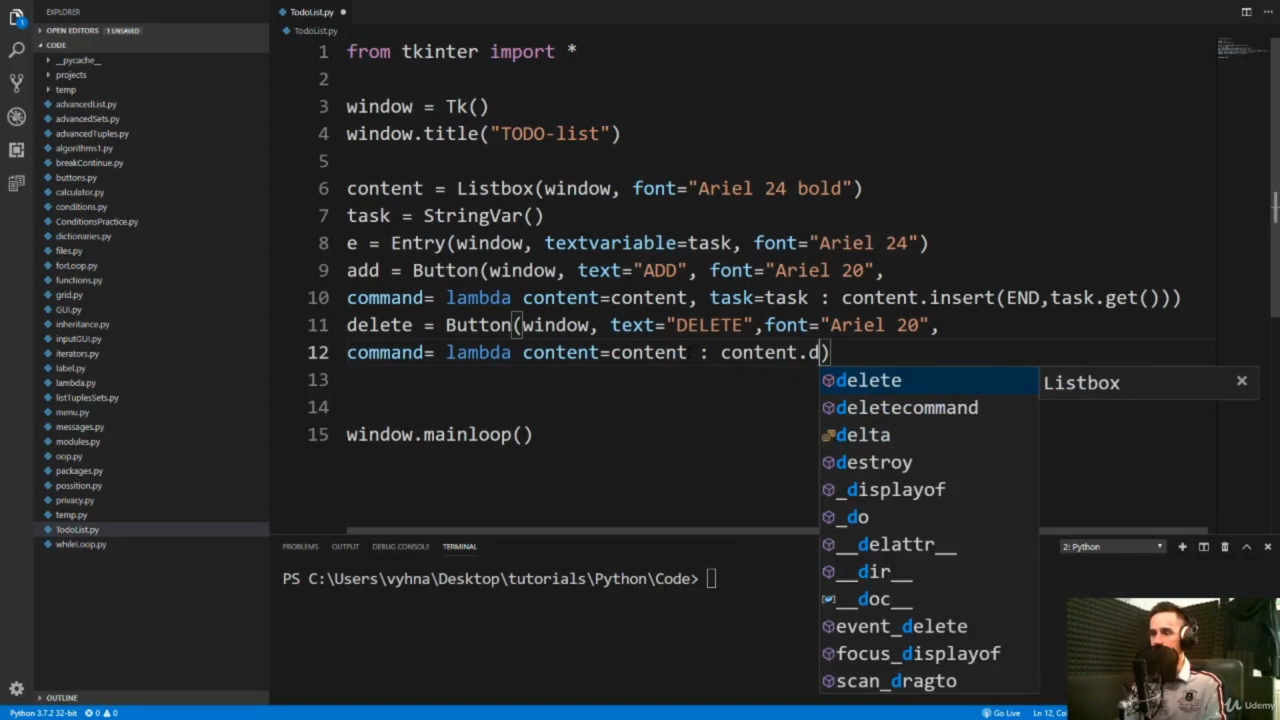 EXPLORER
OPEN EDITORS 1 UNSAVED
CODE
__pycache__
projects
temp
advancedList.py
advancedSets.py
advancedTuples.py
algorithms1.py
breakContinue.py
buttons.py
calculator.py
conditions.py
ConditionsPractice.py
dictionaries.py
files.py
forLoop.py
functions.py
grid.py
GUI.py
inheritance.py
inputGUI.py
iterators.py
label.py
lambda.py
listTuplesSets.py
menu.py
messages.py
modules.py
oop.py
packages.py
possition.py
privacy.py
temp.py
TodoList.py
whileLoop.py
OUTLINE
TodoList.py
TodoList.py
1 from tkinter import *
2
3 window = Tk()
4 window.title("TODO-list")
5
6 content = Listbox(window, font="Ariel 24 bold")
7 task = StringVar()
8 e = Entry(window, textvariable=task, font="Ariel 24")
9 add = Button(window, text="ADD", font="Ariel 20",
10 command= lambda content=content, task=task : content.insert(END,task.get()))
11 delete = Button(window, text="DELETE",font="Ariel 20",
12 command= lambda content=content : content.d)
13
14
15 window.mainloop()
delete
deletecommand
delta
destroy
_displayof
_do
__delattr__
__dir__
__doc__
event_delete
focus_displayof
scan_dragto
Listbox
PROBLEMS OUTPUT DEBUG CONSOLE TERMINAL
2: Python
PS C:\Users\vyhna\Desktop\tutorials\Python\Code>
Python 3.7.2 32-bit 0 0
Go Live Ln 12, Co
1
Udemy